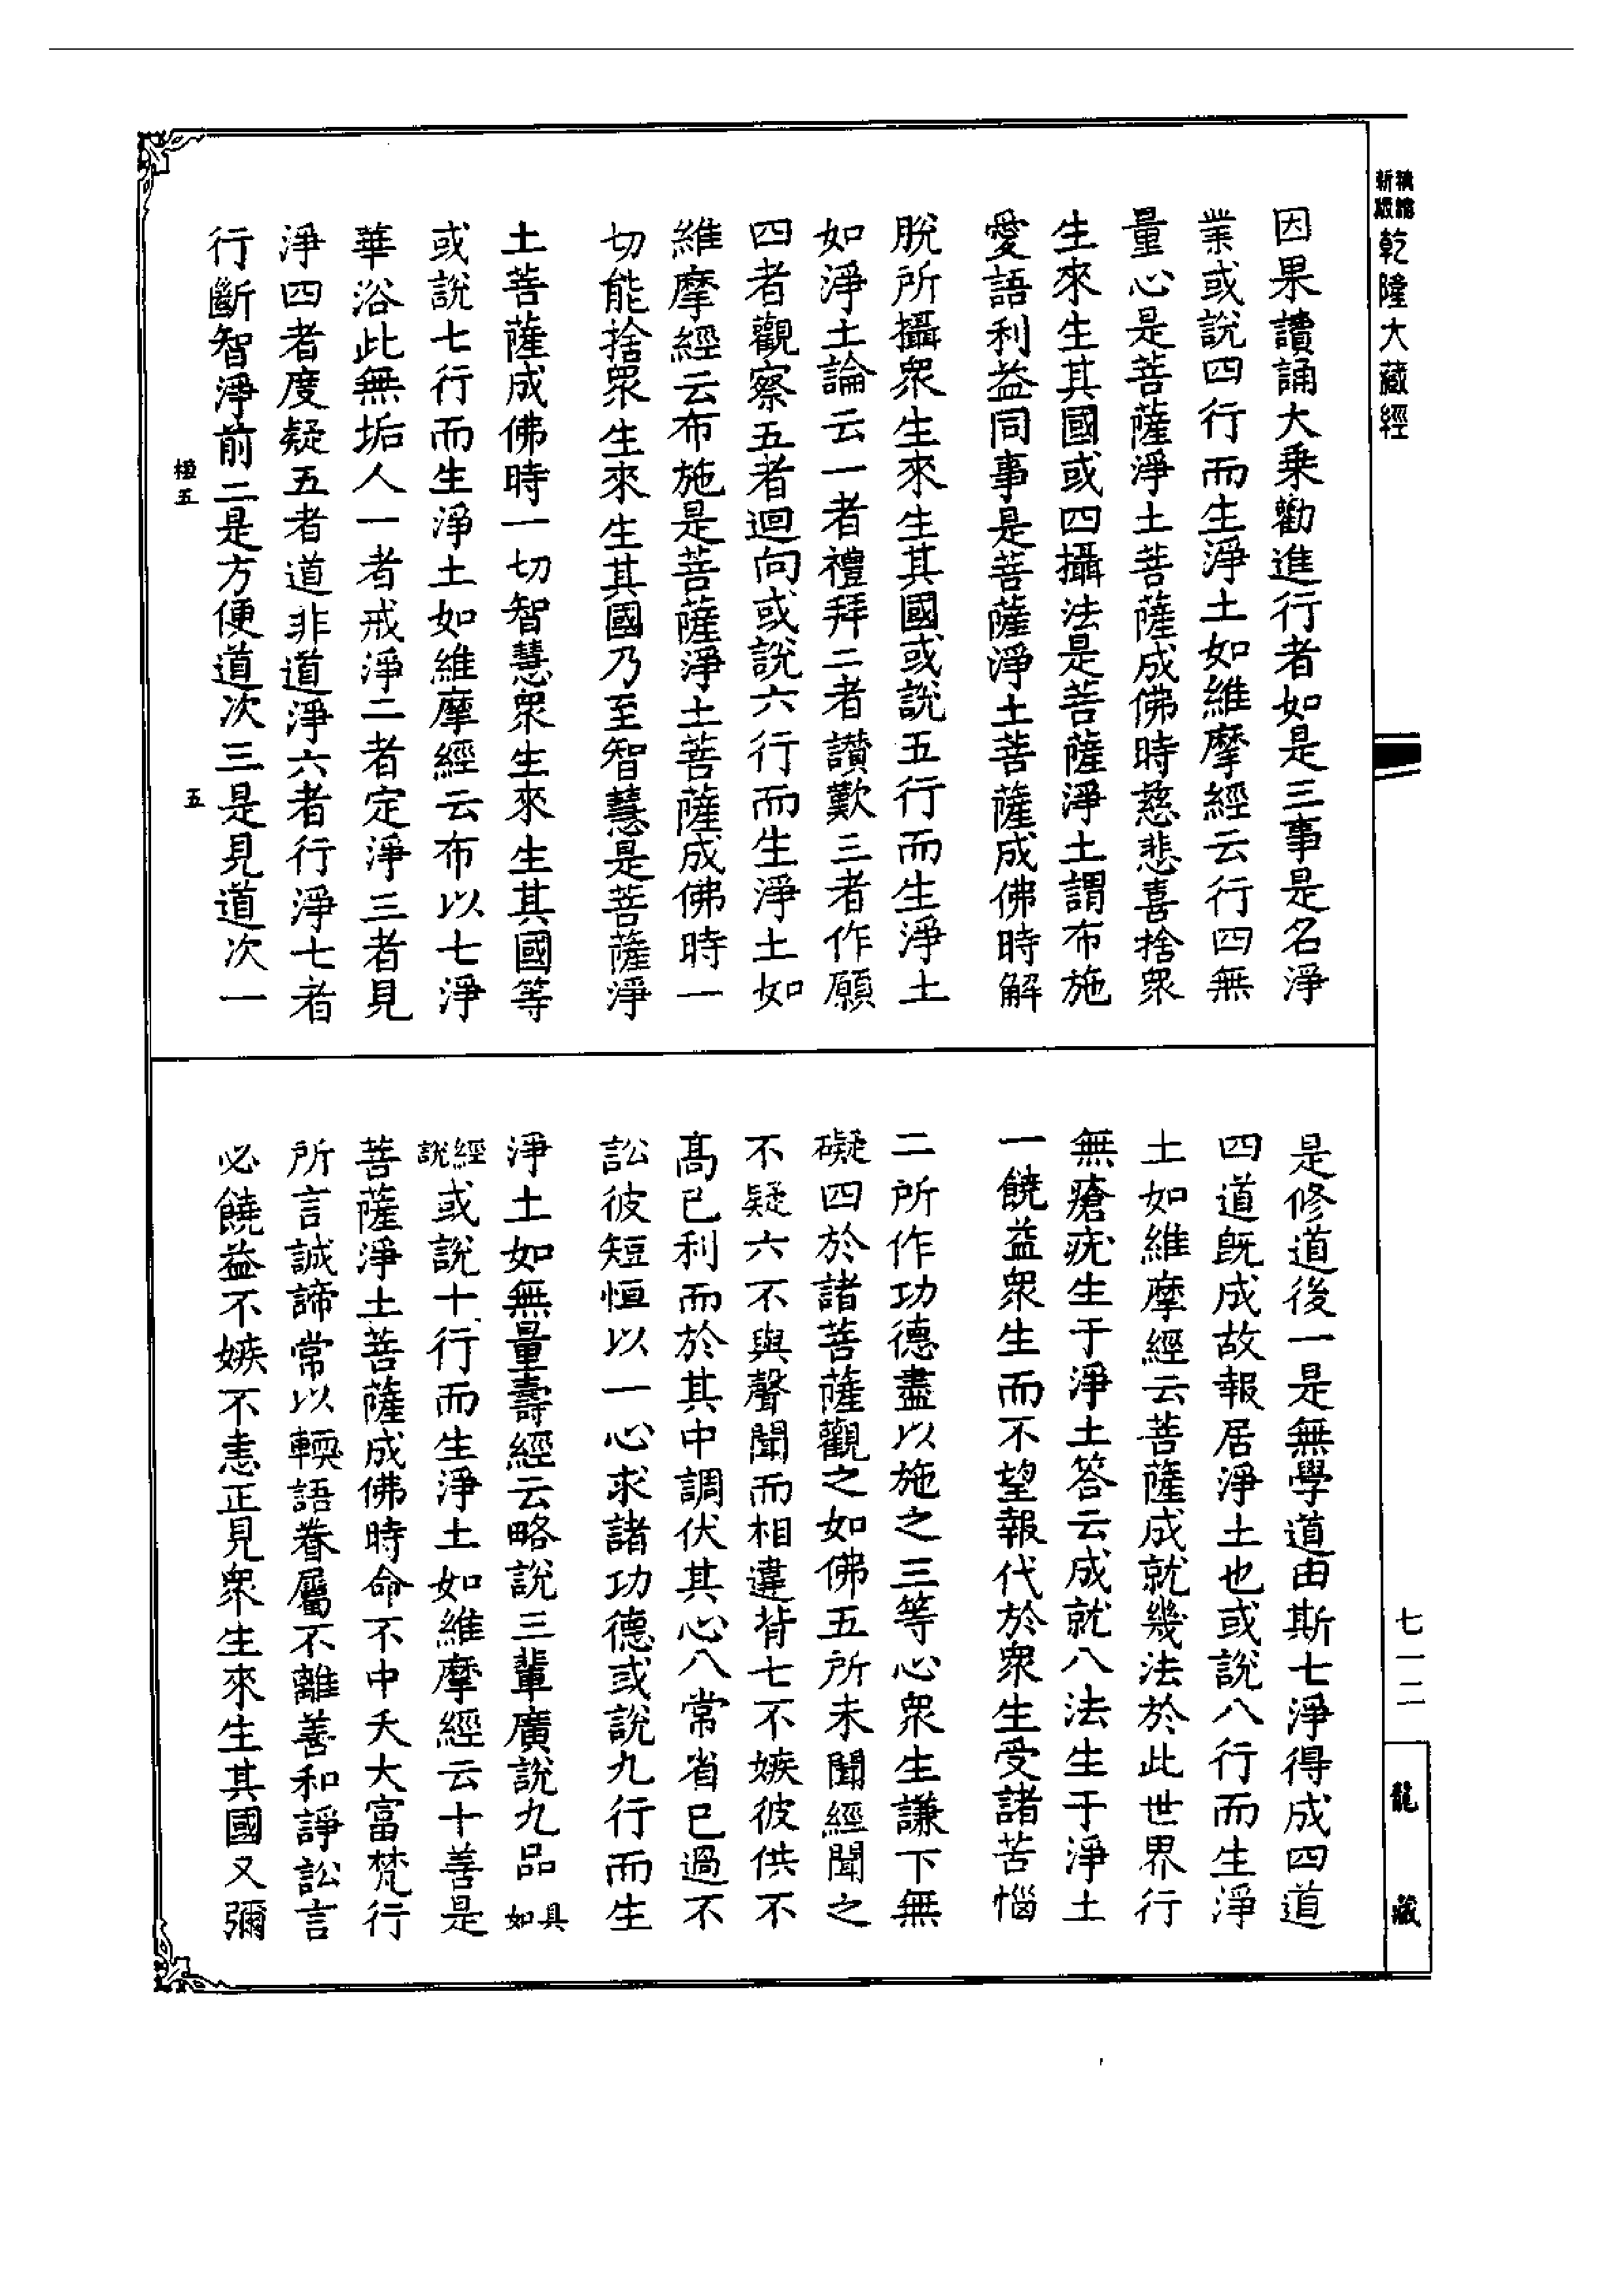 乾隆大藏經
因果讀誦大乘勸進行者如是三事是名淨
業或說四行而生淨土如維摩經云行四無
量心是菩薩淨土菩薩成佛時慈悲喜捨衆
生來生其國或四攝法是菩薩淨土謂布施
愛語利益同事是菩薩淨土菩薩成佛時解
脫所攝衆生來生其國或說五行而生淨土
如淨土論云一者禮拜二者讚歎三者作願
四者觀察五者迴向或說六行而生淨土如
維摩經云布施是菩薩淨土菩薩成佛時一
切能捨衆生來生其國乃至智慧是菩薩淨
土菩薩成佛時一切智慧衆生來生其國等
或說七行而生淨土如維摩經云布以七淨
華浴此無垢人一者戒淨二者定淨三者見
淨四者度疑五者道非道淨六者行淨七者
行斷智淨前二是方便道次三是見道次一
五
是修道後一是無學道由斯七淨得成四道
四道旣成故報居淨土也或說八行而生淨
土如維摩經云菩薩成就幾法於此世界行
無瘡疣生于淨土答云成就八法生于淨土
一饒益衆生而不望報代於衆生受諸苦惱
二所作功德盡以施之三等心衆生謙下無
礙四於諸菩薩觀之如佛五所未聞經聞之
不疑六不與聲聞而相違背七不嫉彼供不
高已利而於其中調伏其心八常省已過不
訟彼短恒以一心求諸功德或說九行而生
淨土如無量壽經云略說三輩廣說九品具如
經說或說十行而生淨土如維摩經云十善是
菩薩淨土菩薩成佛時命不中夭大富梵行
所言誠諦常以輭語眷屬不離善和諍訟言
必饒益不嫉不恚正見衆生來生其國又彌
七一二
龍藏